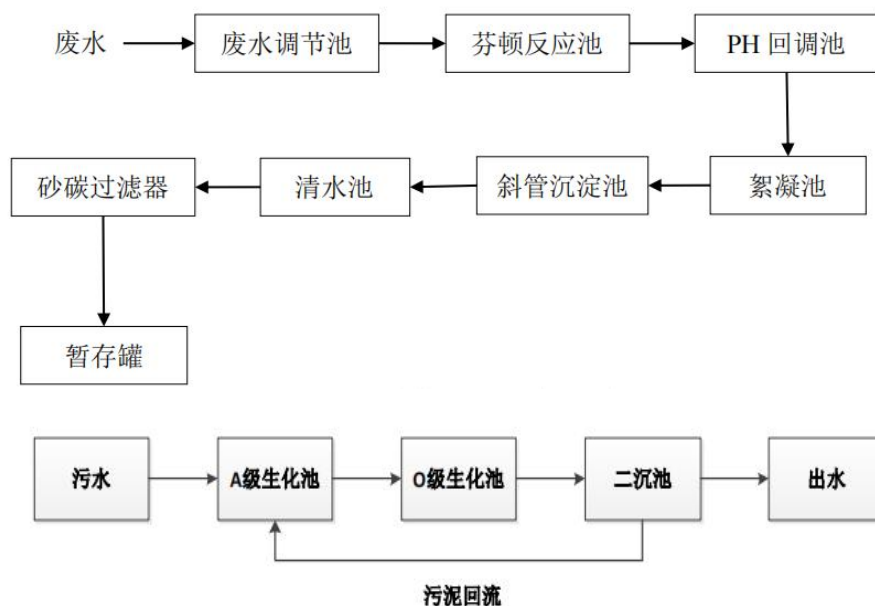 废水
废水调节池
芬顿反应池
PH 回调池
絮凝池
斜管沉淀池
清水池
砂碳过滤器
暂存罐
污水
A级生化池
O级生化池
二沉池
出水
污泥回流